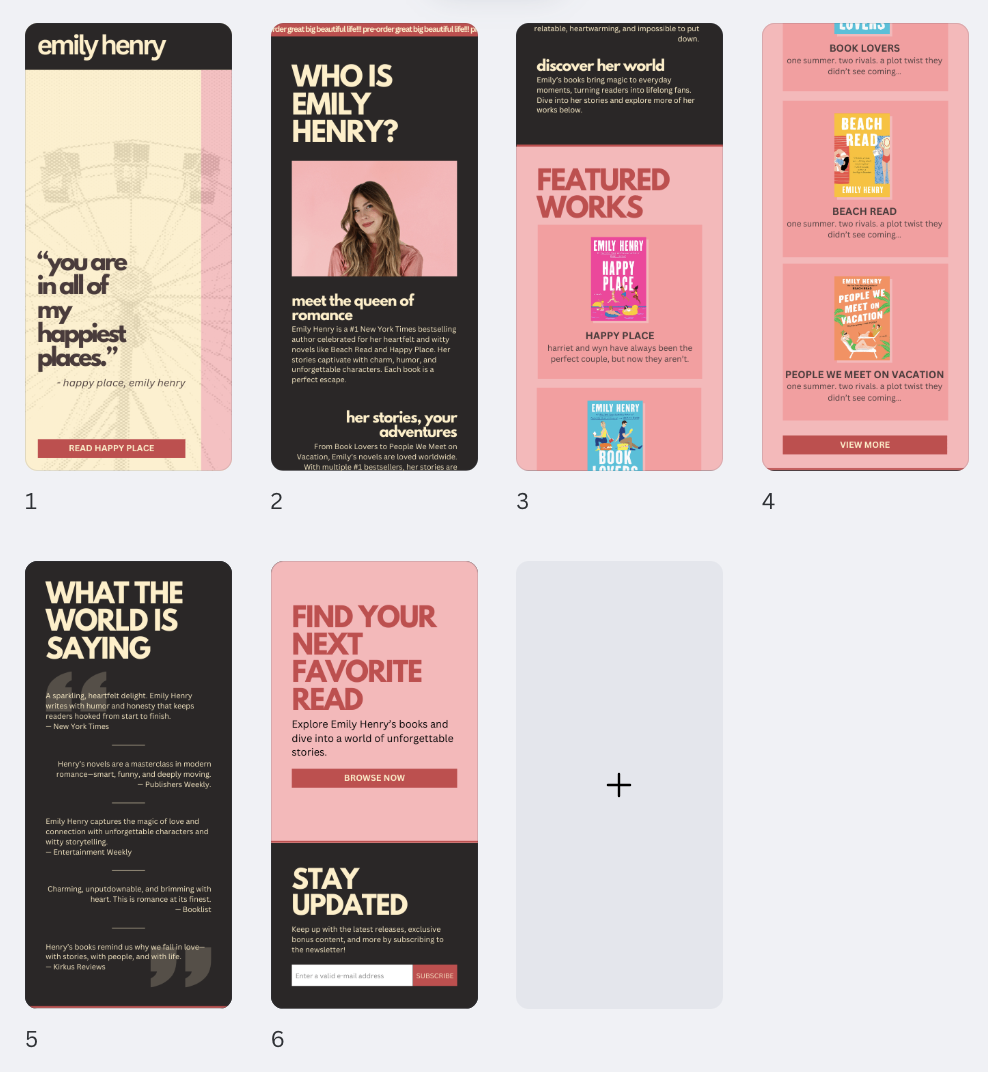 emily henry
“you are
in all of
my
happiest
places.”
- happy place, emily henry
READ HAPPY PLACE
1
rder great big beautiful life!!! pre-order great big beautiful life!!! p
WHO IS
EMILY
HENRY?
meet the queen of
romance
Emily Henry is a #1 New York Times bestselling
author celebrated for her heartfelt and witty
novels like Beach Read and Happy Place. Her
stories captivate with charm, humor, and
unforgettable characters. Each book is a
perfect escape.
her stories, your
adventures
From Book Lovers to People We Meet on
Vacation, Emily’s novels are loved worldwide.
With multiple #1 bestsellers, her stories are
2
relatable, heartwarming, and impossible to put
down.
discover her world
Emily’s books bring magic to everyday
moments, turning readers into lifelong fans.
Dive into her stories and explore more of her
works below.
FEATURED
WORKS
EMILY HENRY
HAPPY
PLACE
HAPPY PLACE
harriet and wyn have always been the
perfect couple, but now they aren’t.
EMILY HENRY
BOOK
LOVERS
3
LOVERS
BOOK LOVERS
one summer. two rivals. a plot twist they
didn’t see coming...
BEACH
READ
EMILY HENRY
BEACH READ
one summer. two rivals. a plot twist they
didn’t see coming...
EMILY HENRY
PEOPLE WE
MEET ON
VACATION
PEOPLE WE MEET ON VACATION
one summer. two rivals. a plot twist they
didn’t see coming...
VIEW MORE
4
WHAT THE
WORLD IS
SAYING
A sparkling, heartfelt delight. Emily Henry
writes with humor and honesty that keeps
readers hooked from start to finish.
— New York Times
Henry’s novels are a masterclass in modern
romance—smart, funny, and deeply moving.
— Publishers Weekly.
Emily Henry captures the magic of love and
connection with unforgettable characters and
witty storytelling.
— Entertainment Weekly
Charming, unputdownable, and brimming with
heart. This is romance at its finest.
— Booklist
Henry’s books remind us why we fall in love—
with stories, with people, and with life.
— Kirkus Reviews
5
FIND YOUR
NEXT
FAVORITE
READ
Explore Emily Henry’s books and
dive into a world of unforgettable
stories.
BROWSE NOW
STAY
UPDATED
Keep up with the latest releases, exclusive
bonus content, and more by subscribing to
the newsletter!
Enter a valid e-mail address
SUBSCRIBE
6